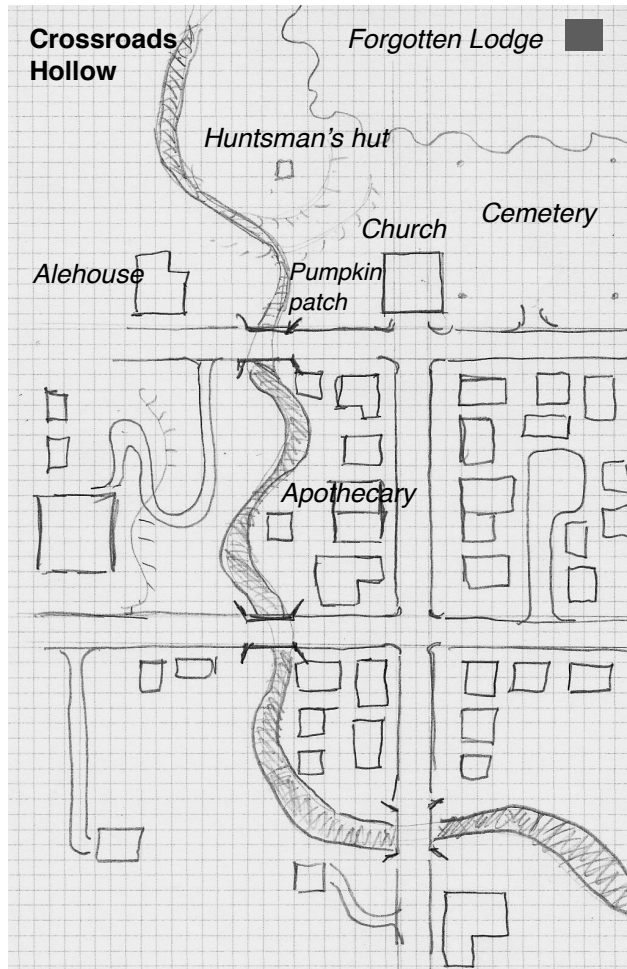 Crossroads
Hollow
Forgotten Lodge
Huntsman's hut
Church
Cemetery
Alehouse
Pumpkin
patch
Apothecary